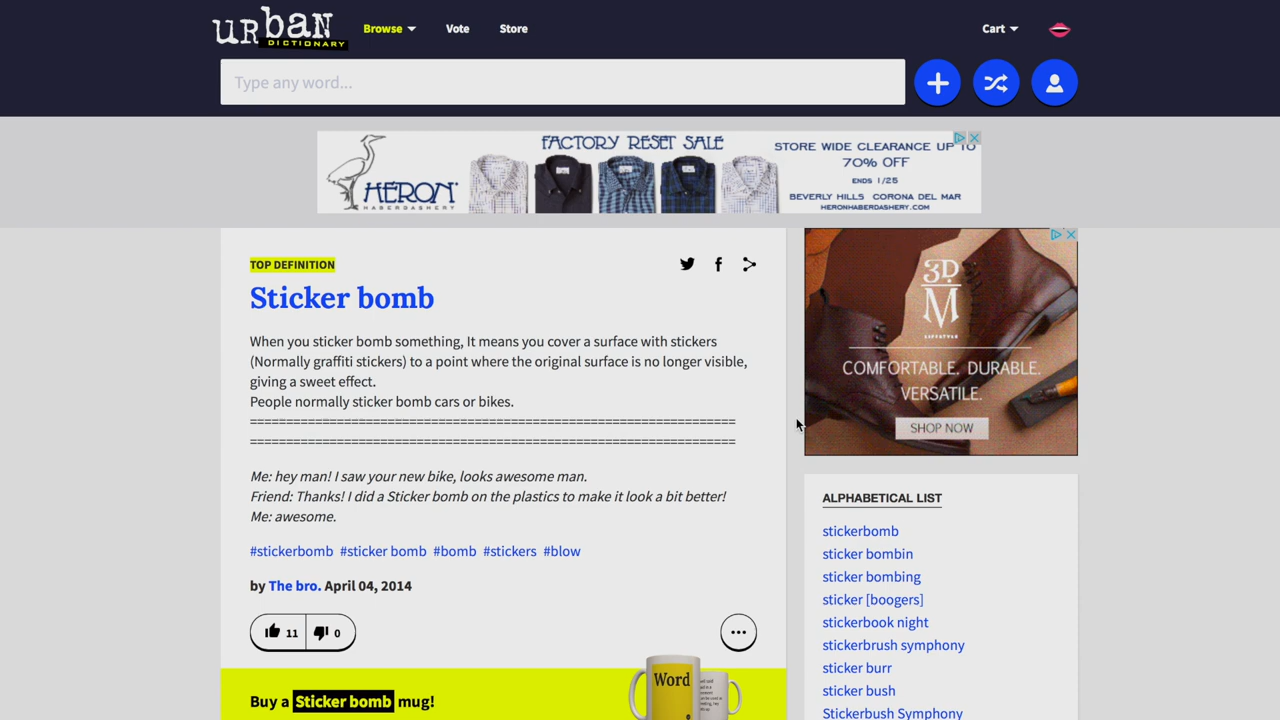 urban
DICTIONARY
Browse
Vote
Store
Cart
Type any word...
FACTORY RESET SALE
HERON
HABERDASHERY
STORE WIDE CLEARANCE UP TO
70% OFF
ENDS 1/25
BEVERLY HILLS CORONA DEL MAR
HERONHABERDASHERY.COM
TOP DEFINITION
Sticker bomb
When you sticker bomb something, It means you cover a surface with stickers
(Normally graffiti stickers) to a point where the original surface is no longer visible,
giving a sweet effect.
People normally sticker bomb cars or bikes.
===================================================================
===================================================================
Me: hey man! I saw your new bike, looks awesome man.
Friend: Thanks! I did a Sticker bomb on the plastics to make it look a bit better!
Me: awesome.
#stickerbomb #sticker bomb #bomb #stickers #blow
by The bro. April 04, 2014
11
0
Buy a Sticker bomb mug!
Word
3D
M
LIFESTYLE
COMFORTABLE. DURABLE.
VERSATILE.
SHOP NOW
ALPHABETICAL LIST
stickerbomb
sticker bombin
sticker bombing
sticker [boogers]
stickerbook night
stickerbrush symphony
sticker burr
sticker bush
Stickerbush Symphony